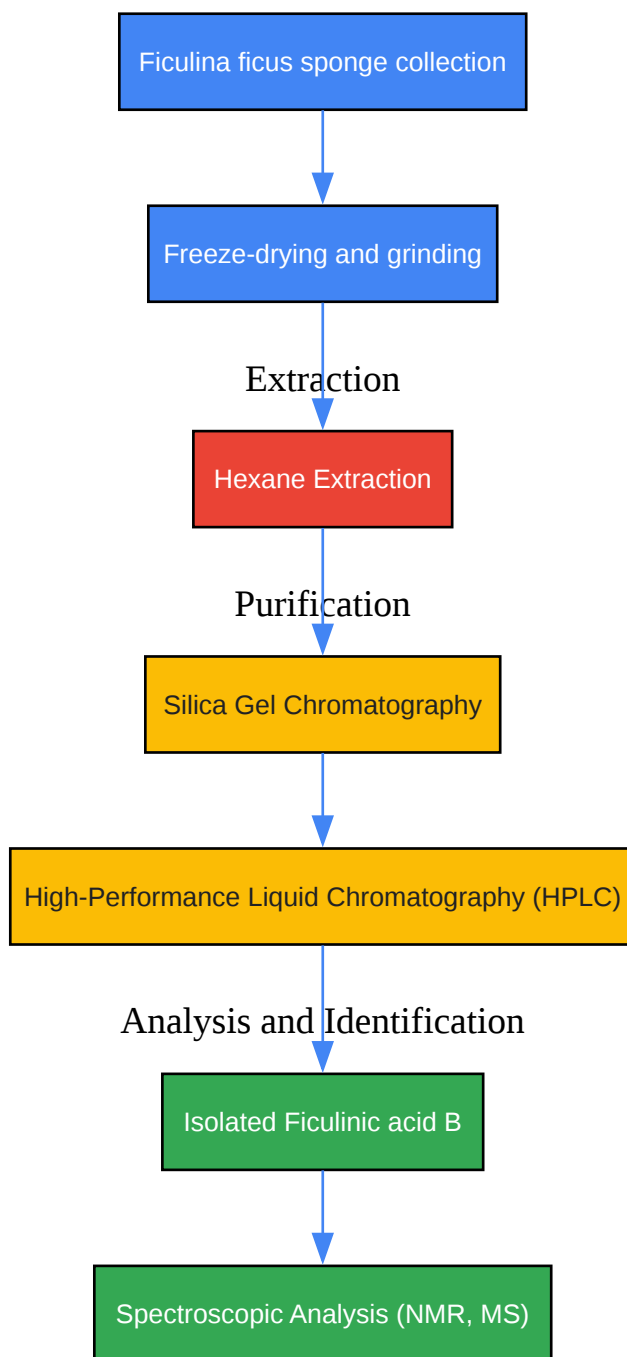 Ficulina ficus sponge collection
Freeze-drying and grinding
Extraction
Hexane Extraction
Purification
Silica Gel Chromatography
High-Performance Liquid Chromatography (HPLC)
Analysis and Identification
Isolated Ficulinic acid B
Spectroscopic Analysis (NMR, MS)